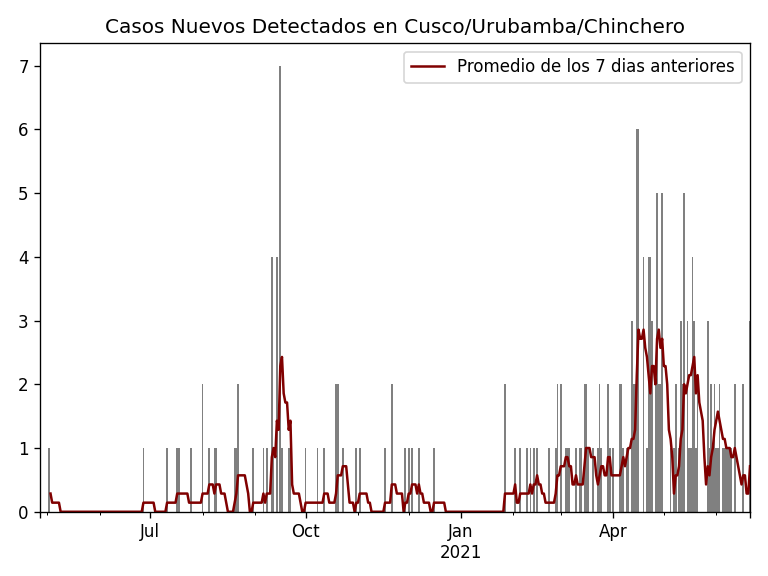 Casos Nuevos Detectados en Cusco/Urubamba/Chinchero
Promedio de los 7 dias anteriores
7
6
5
4
3
2
1
0
Jul
Oct
Jan
2021
Apr